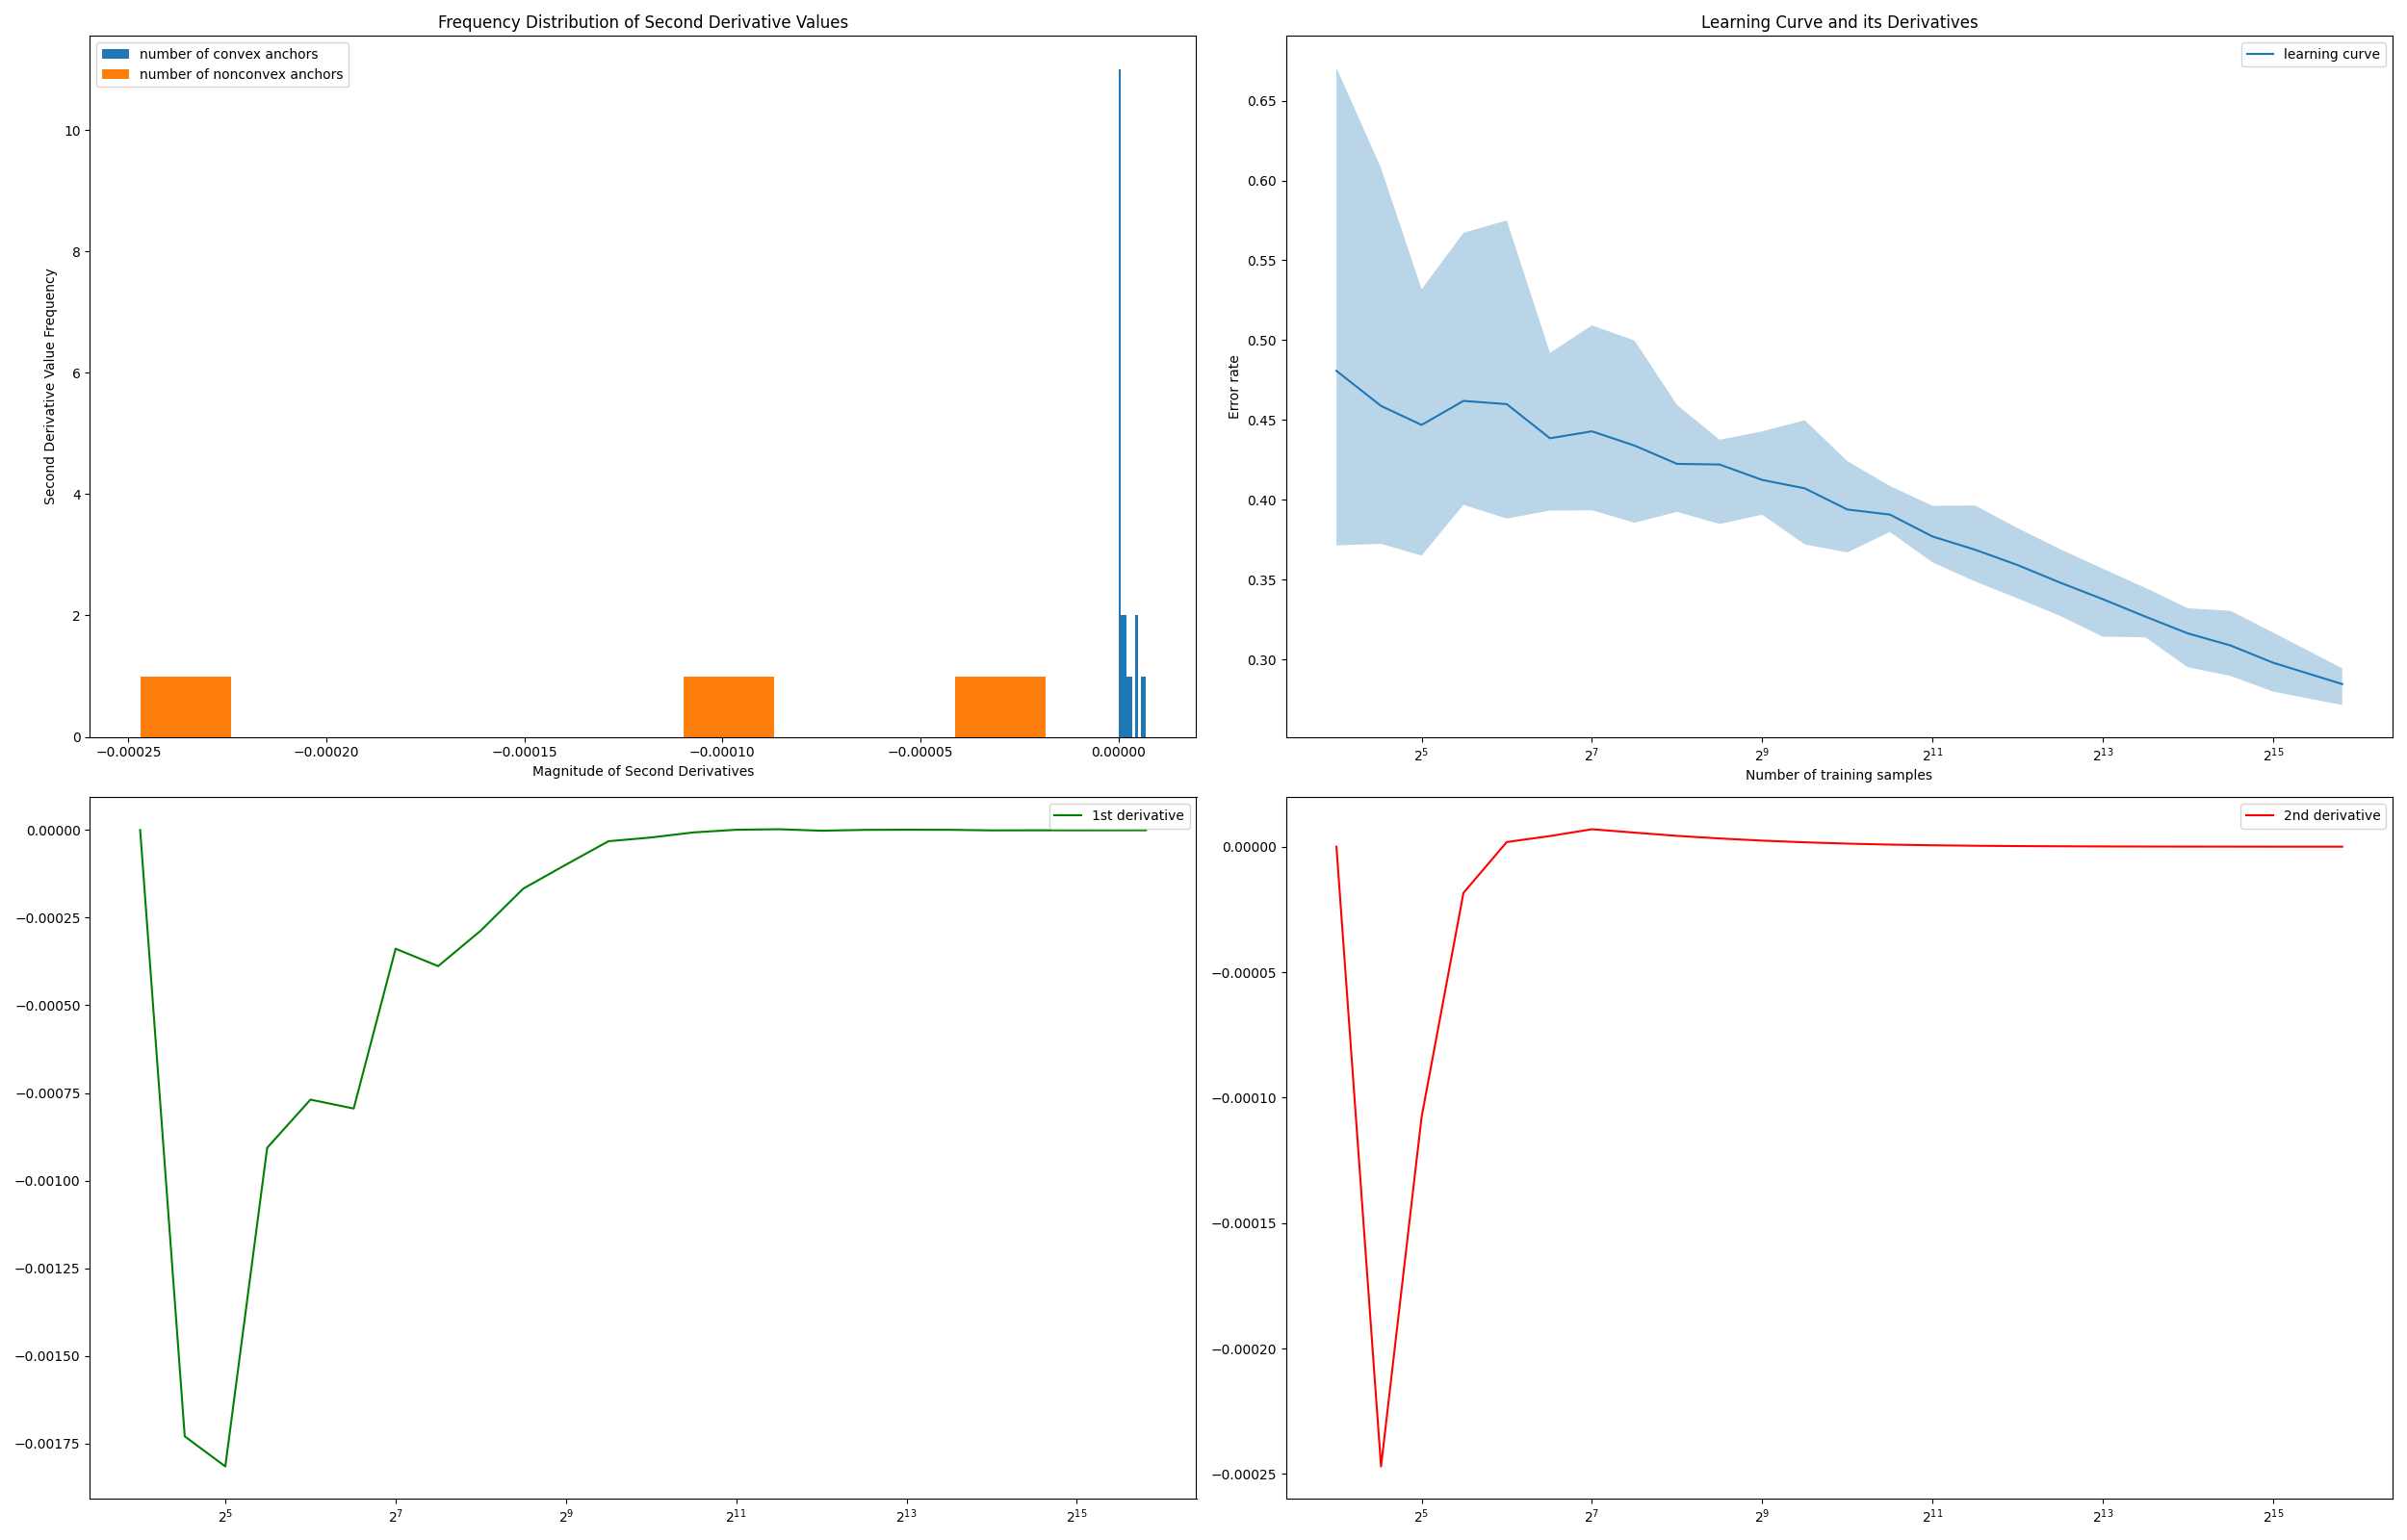 Frequency Distribution of Second Derivative Values
number of convex anchors
number of nonconvex anchors
Second Derivative Value Frequency
10
8
6
4
2
0
−0.00025 −0.00020 −0.00015 −0.00010 −0.00005 0.00000
Magnitude of Second Derivatives
Learning Curve and its Derivatives
learning curve
Error rate
0.65
0.60
0.55
0.50
0.45
0.40
0.35
0.30
2^5 2^7 2^9 2^11 2^13 2^15
Number of training samples
1st derivative
0.00000
−0.00025
−0.00050
−0.00075
−0.00100
−0.00125
−0.00150
−0.00175
2^5 2^7 2^9 2^11 2^13 2^15
2nd derivative
0.00000
−0.00005
−0.00010
−0.00015
−0.00020
−0.00025
2^5 2^7 2^9 2^11 2^13 2^15